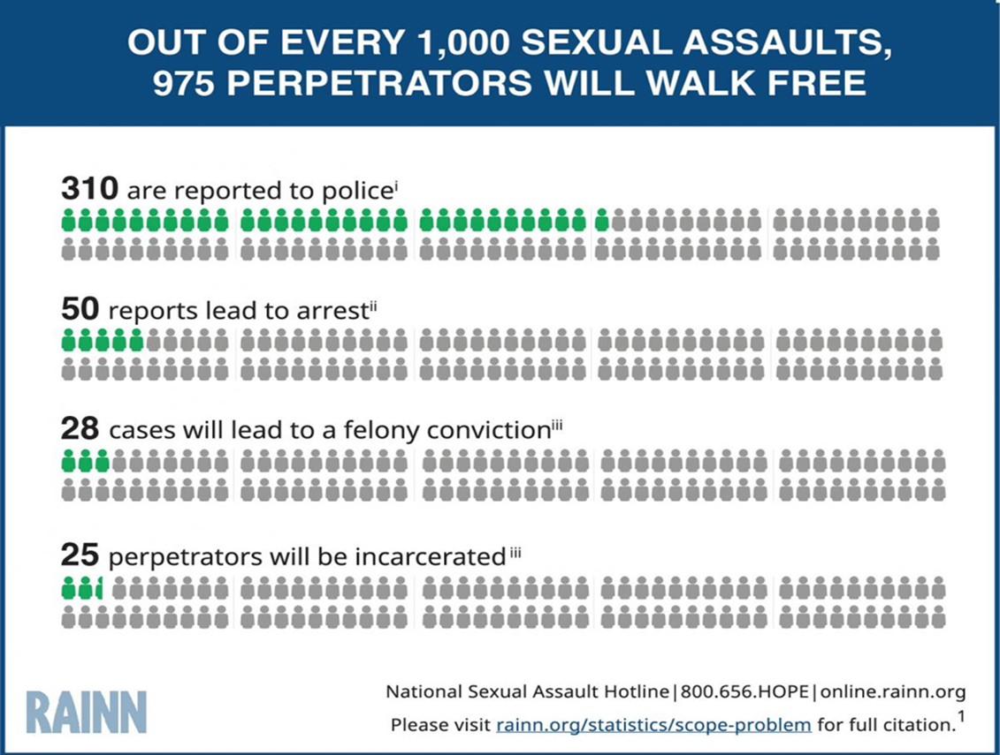 OUT OF EVERY 1,000 SEXUAL ASSAULTS,
975 PERPETRATORS WILL WALK FREE
310 are reported to policeⁱ
50 reports lead to arrestⁱⁱ
28 cases will lead to a felony convictionⁱⁱⁱ
25 perpetrators will be incarceratedⁱⁱⁱ
RAINN
National Sexual Assault Hotline|800.656.HOPE|online.rainn.org
Please visit rainn.org/statistics/scope-problem for full citation.¹